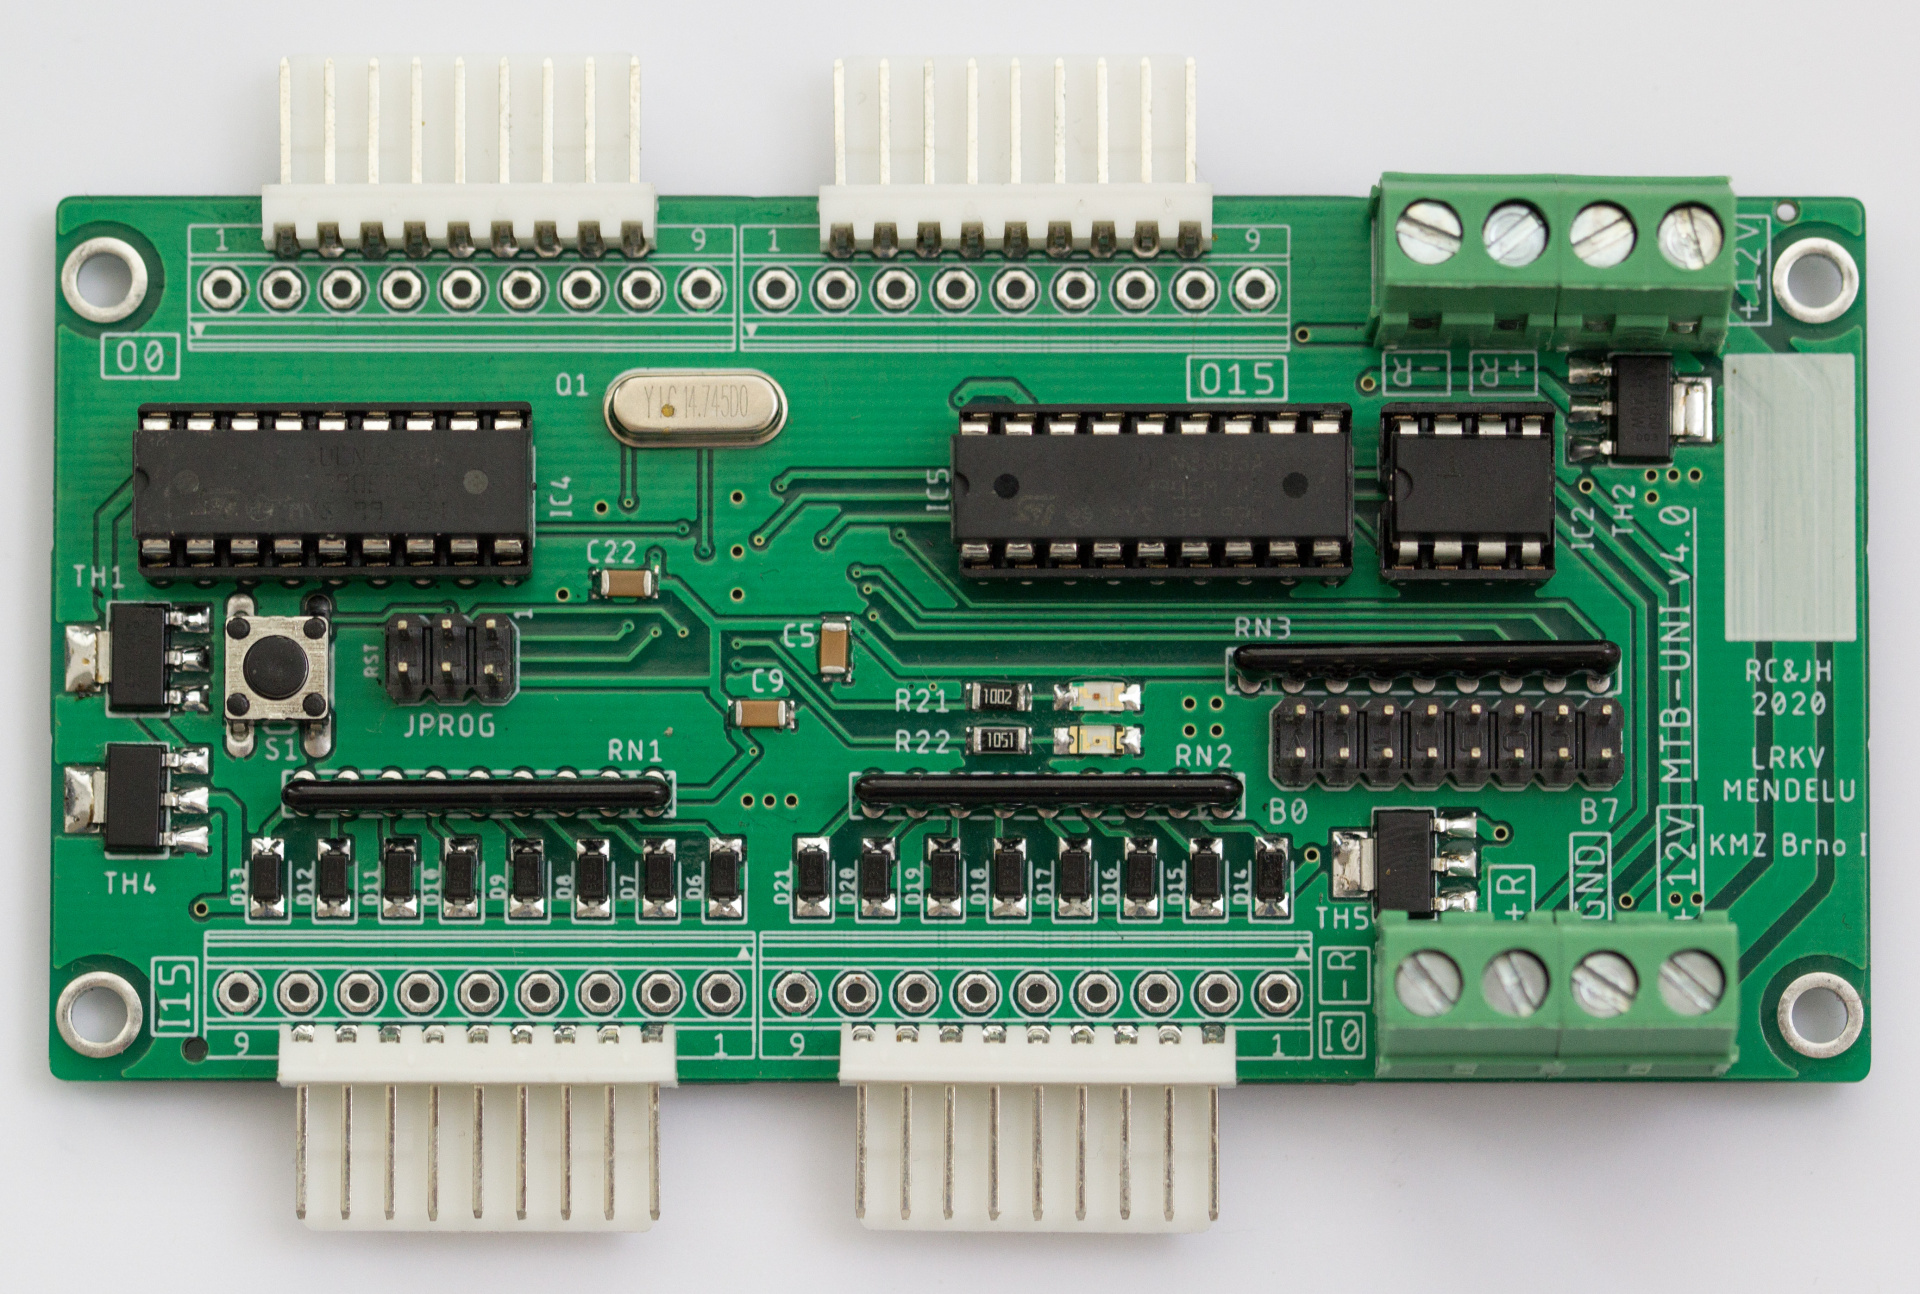 1
9
1
9
+12V
O0
O15
-R
+R
Q1
YIC 14.745D0
IC4
IC5
IC2
TH2
TH1
C22
1
RST
JPROG
S1
C5
C9
RN3
R21
1002
R22
1051
RN1
RN2
B0
B7
MTB-UNI v4.0
RC&JH
2020
LRKV
MENDELU
KMZ Brno I
TH4
D13
D12
D11
D10
D9
D8
D7
D6
D21
D20
D19
D18
D17
D16
D15
D14
TH5
+R
GND
+12V
I15
-R
I0
9
1
9
1